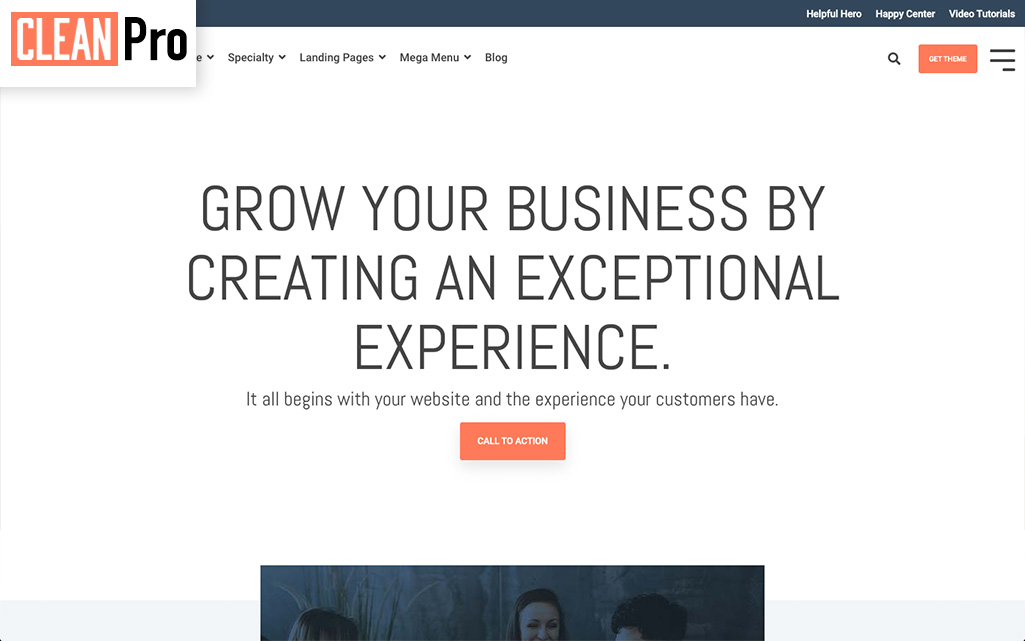 Helpful Hero Happy Center Video Tutorials
CLEAN Pro
e Specialty Landing Pages Mega Menu Blog
GET THEME
GROW YOUR BUSINESS BY
CREATING AN EXCEPTIONAL
EXPERIENCE.
It all begins with your website and the experience your customers have.
CALL TO ACTION